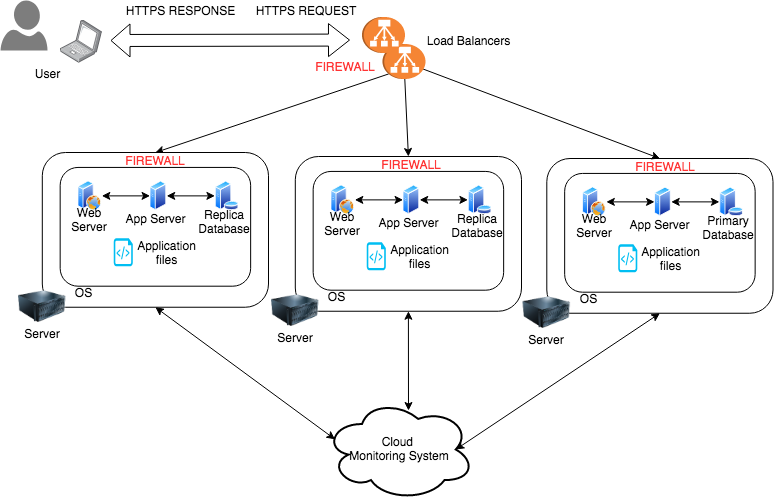 HTTPS RESPONSE
HTTPS REQUEST
Load Balancers
User
FIREWALL
FIREWALL
Web
Server
App Server
Replica
Database
Application
files
OS
Server
FIREWALL
Web
Server
App Server
Replica
Database
Application
files
OS
Server
FIREWALL
Web
Server
App Server
Primary
Database
Application
files
OS
Server
Cloud
Monitoring System